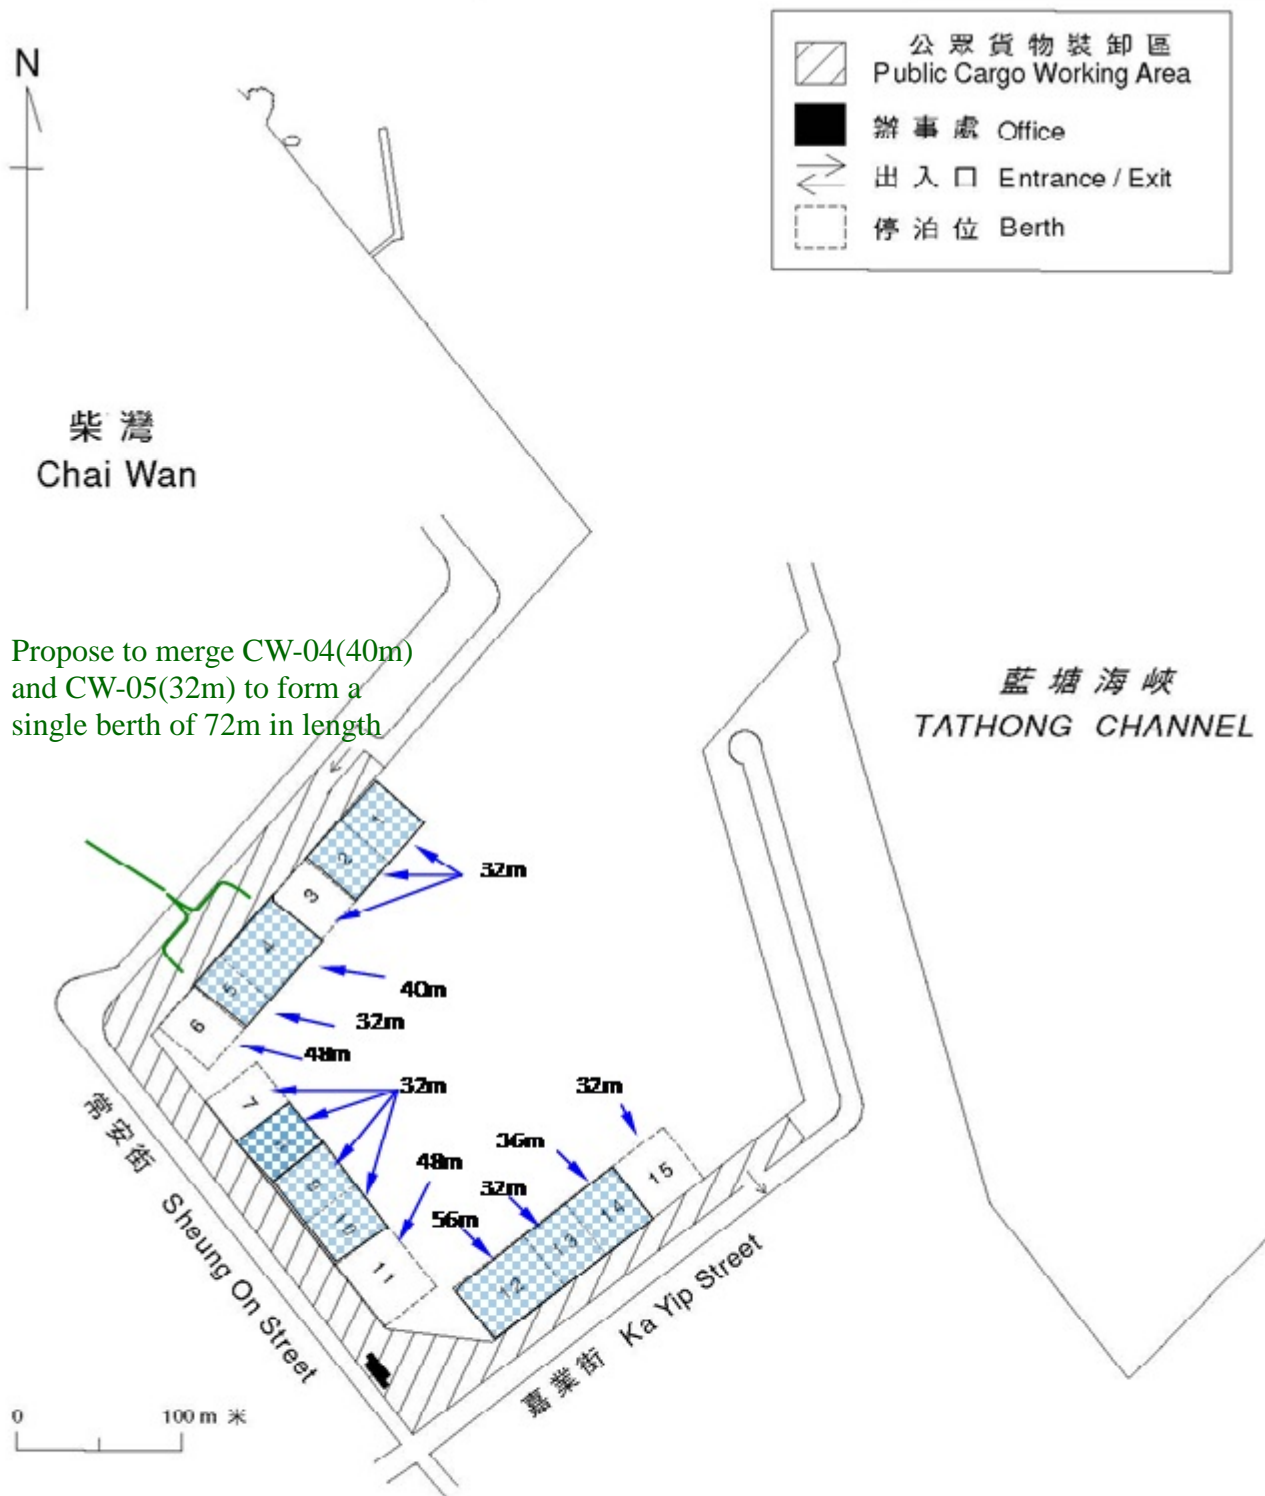 N
公眾貨物裝卸區
Public Cargo Working Area
辦事處 Office
出入口 Entrance / Exit
停泊位 Berth
柴灣
Chai Wan
Propose to merge CW-04(40m)
and CW-05(32m) to form a
single berth of 72m in length
藍塘海峽
TATHONG CHANNEL
1
2
32m
3
4
40m
5
32m
6
48m
32m
7
9
10
11
48m
32m
36m
32m
56m
15
14
13
12
常安街 Sheung On Street
嘉業街 Ka Yip Street
0 100 m 米